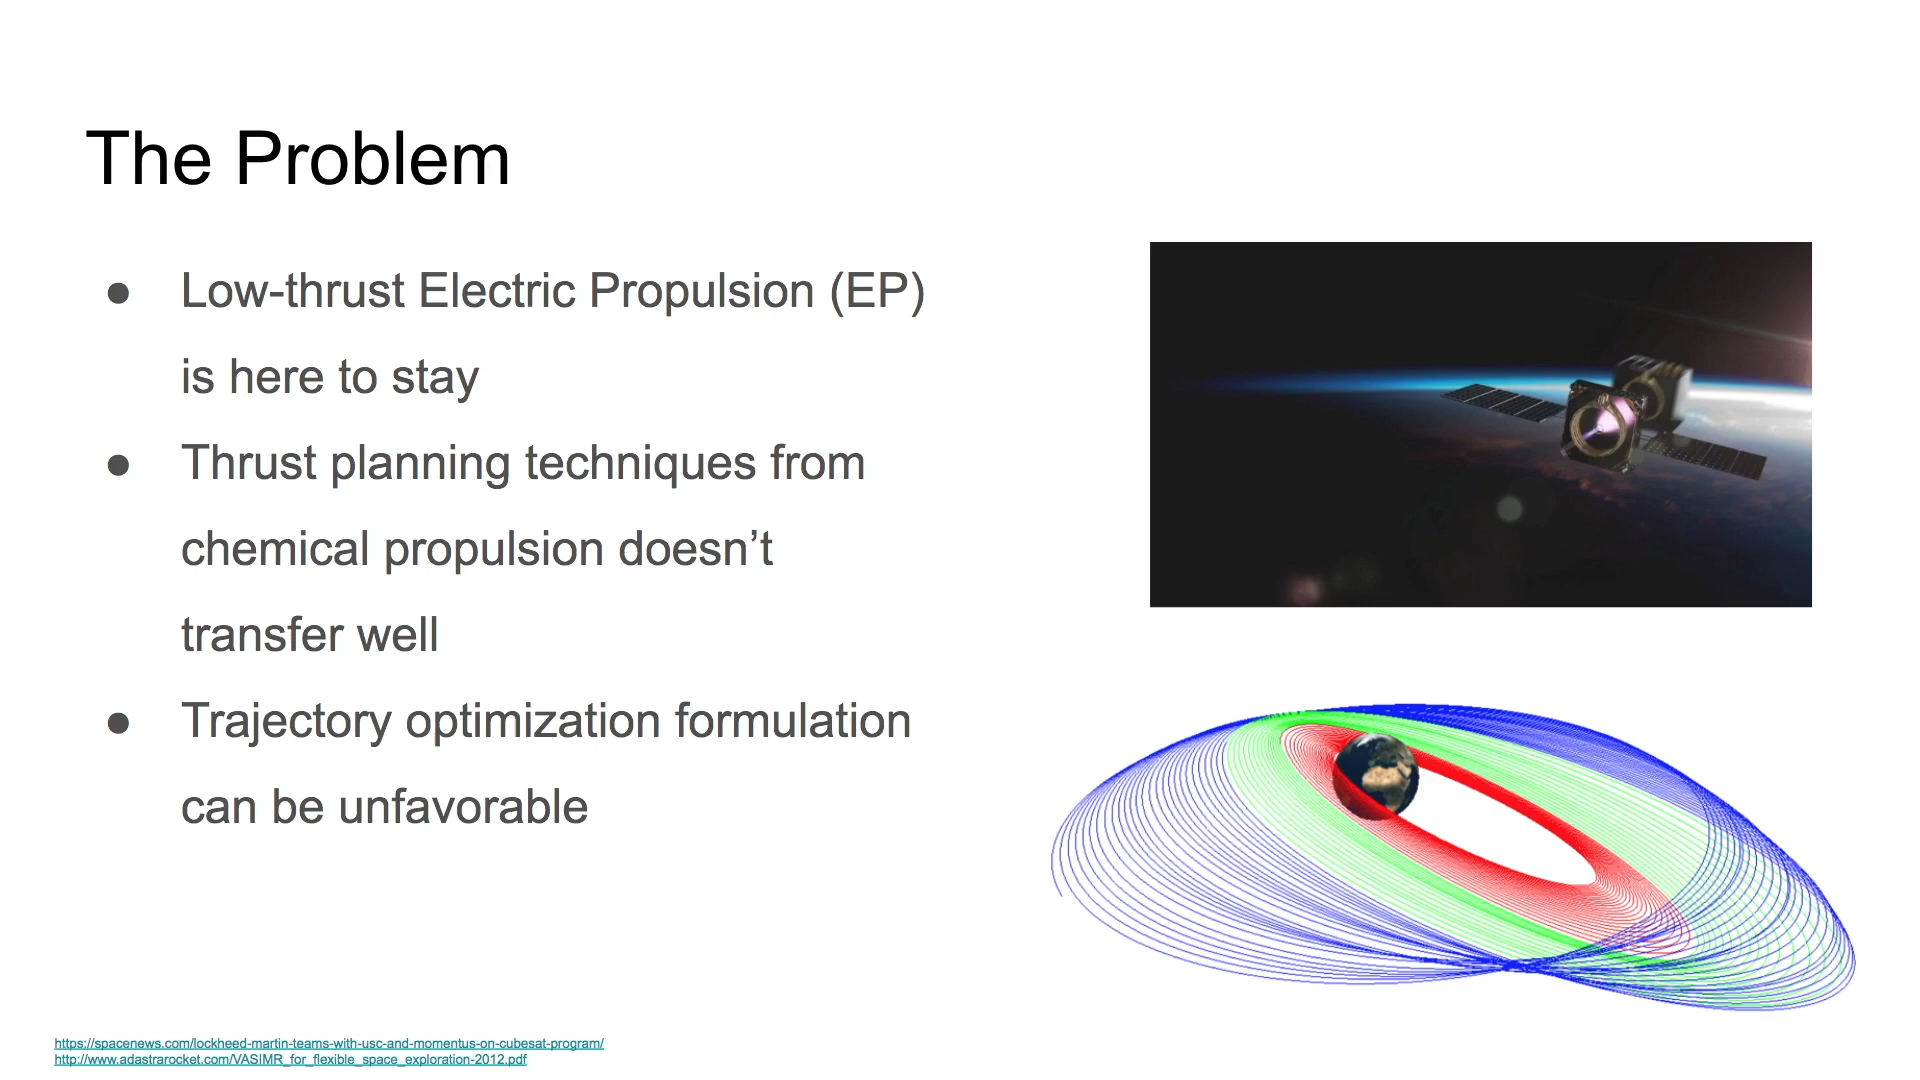 The Problem
● Low-thrust Electric Propulsion (EP)
is here to stay
● Thrust planning techniques from
chemical propulsion doesn’t
transfer well
● Trajectory optimization formulation
can be unfavorable
https://spacenews.com/lockheed-martin-teams-with-usc-and-momentus-on-cubesat-program/
http://www.adastrarocket.com/VASIMR_for_flexible_space_exploration-2012.pdf